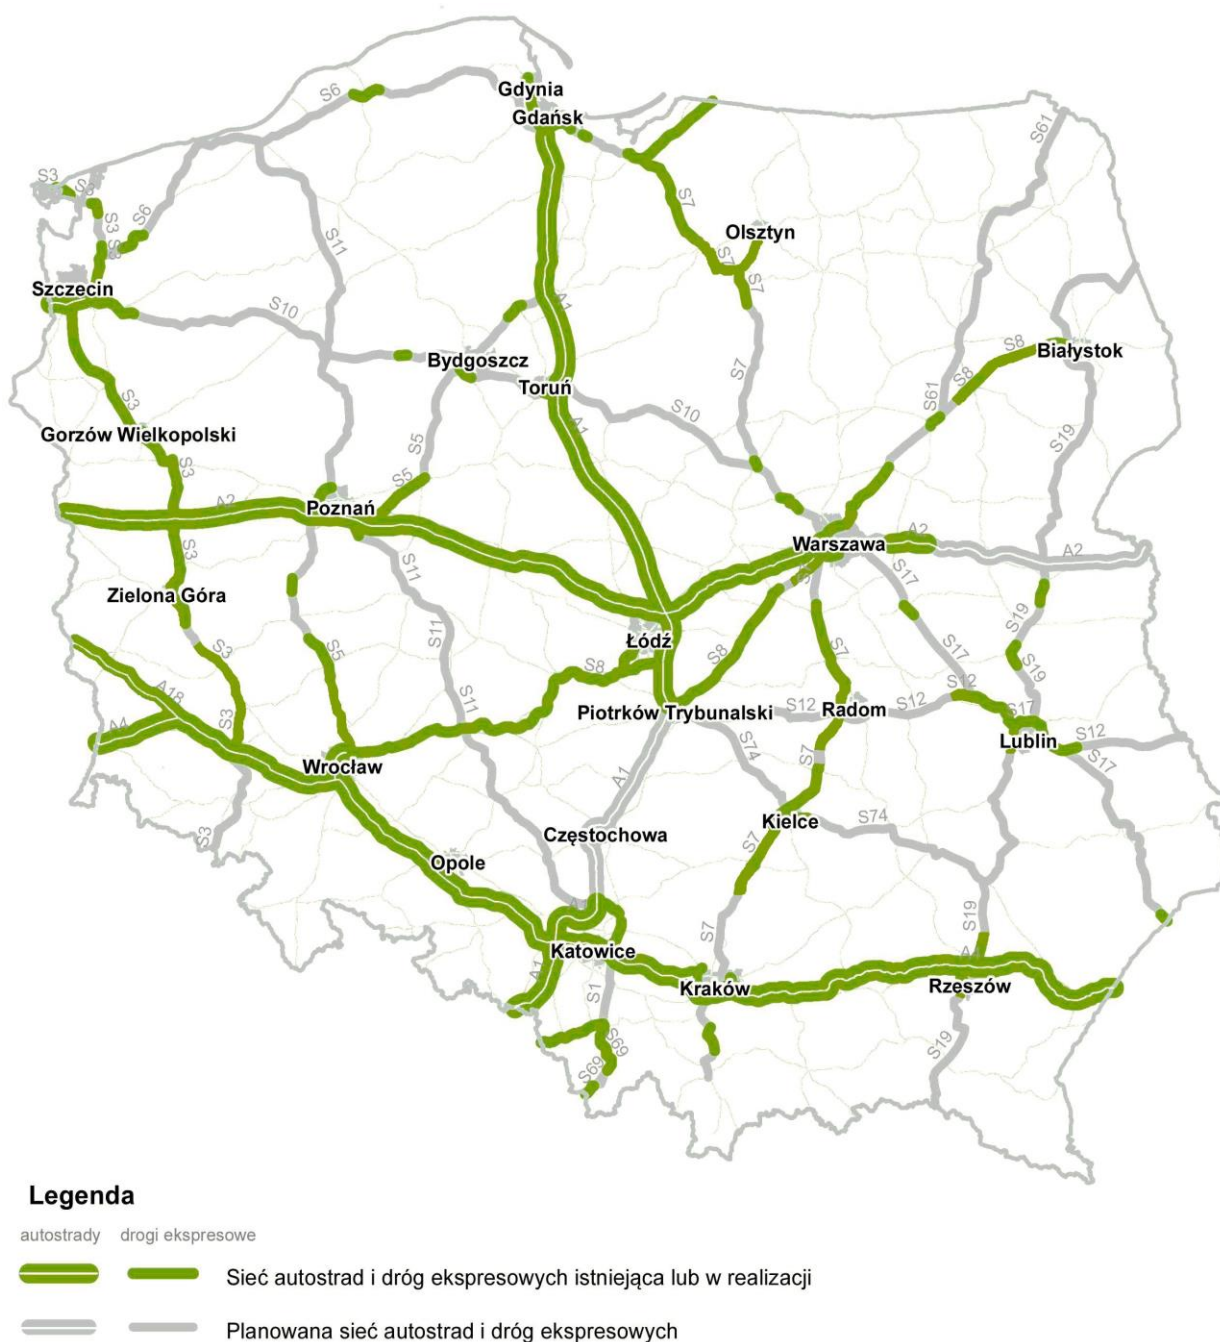 S6
Gdynia
Gdańsk
S61
S3
S3
S6
S3
S7
Olsztyn
S11
S7
S7
Szczecin
A1
S10
S8
Białystok
Bydgoszcz
S7
S8
Toruń
S61
S3
S10
A1
Gorzów Wielkopolski
S5
S19
S3
S5
A2
Poznań
A2
Warszawa
A2
S3
S11
S17
Zielona Góra
S19
S11
Łódź
S7
S17
S3
S5
S8
S8
S19
A18
S11
S12
S12
S12
S17
Piotrków Trybunalski
Radom
A4
S3
Lublin
S12
S74
S7
S17
Wrocław
A1
Kielce
S74
S3
Częstochowa
S7
Opole
S19
S7
Katowice
A1
Kraków
Rzeszów
S1
S69
S19
S69
Legenda
autostrady drogi ekspresowe
Sieć autostrad i dróg ekspresowych istniejąca lub w realizacji
Planowana sieć autostrad i dróg ekspresowych